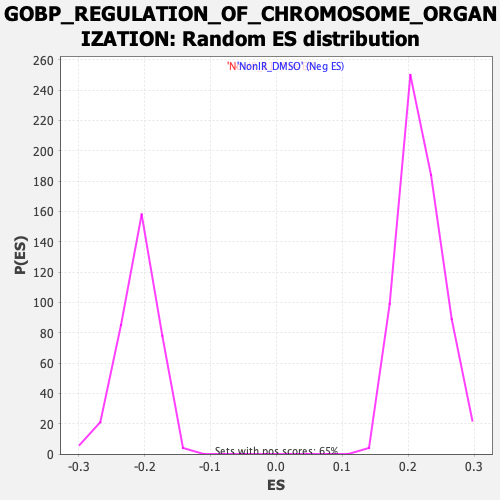 GOBP_REGULATION_OF_CHROMOSOME_ORGAN
IZATION: Random ES distribution
'N'NonIR_DMSO' (Neg ES)
260
240
220
200
180
160
140
120
100
80
60
40
20
0
P(ES)
Sets with pos scores: 65%
-0.3 -0.2 -0.1 0.0 0.1 0.2 0.3
ES